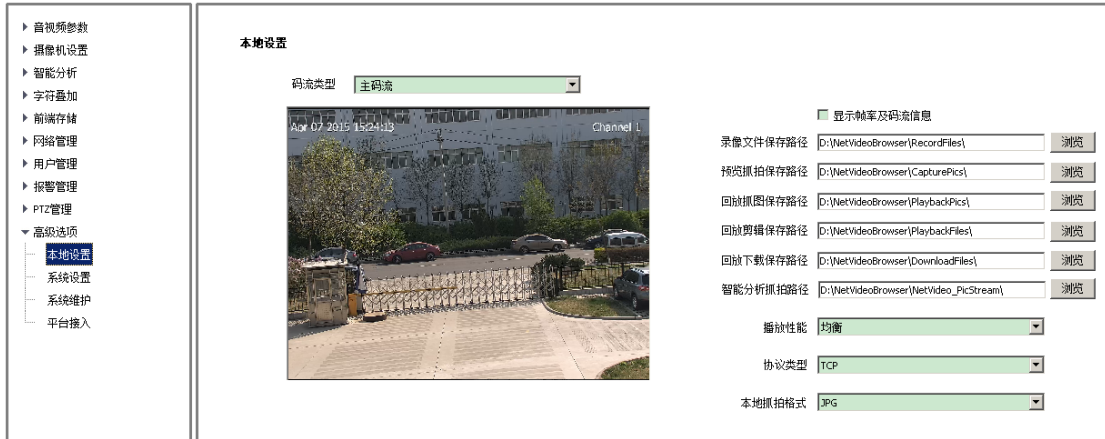 音视频参数
摄像机设置
智能分析
字符叠加
前端存储
网络管理
用户管理
报警管理
PTZ管理
高级选项
本地设置
系统设置
系统维护
平台接入
本地设置
码流类型 主码流
Apr 07 2015 15:24:13 Channel 1
显示帧率及码流信息
录像文件保存路径 D:\NetVideoBrowser\RecordFiles\ 浏览
预览抓拍保存路径 D:\NetVideoBrowser\CapturePics\ 浏览
回放抓图保存路径 D:\NetVideoBrowser\PlaybackPics\ 浏览
回放剪辑保存路径 D:\NetVideoBrowser\PlaybackFiles\ 浏览
回放下载保存路径 D:\NetVideoBrowser\DownloadFiles\ 浏览
智能分析抓拍路径 D:\NetVideoBrowser\NetVideo_PicStream\ 浏览
播放性能 均衡
协议类型 TCP
本地抓拍格式 JPG